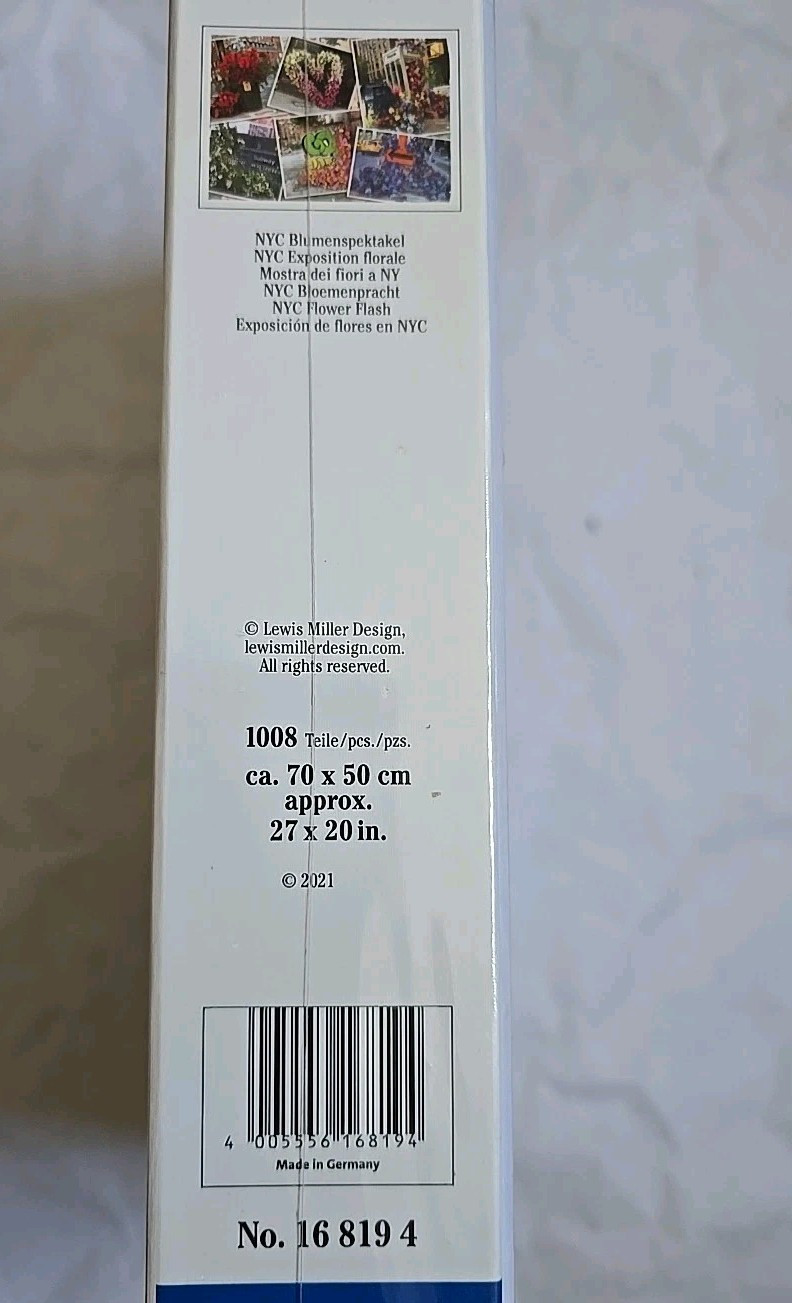 NYC Blumenspektakel
NYC Exposition florale
Mostra dei fiori a NY
NYC Bloemenpracht
NYC Flower Flash
Exposición de flores en NYC
© Lewis Miller Design,
lewismillerdesign.com.
All rights reserved.
1008 Teile/pcs./pzs.
ca. 70 x 50 cm
approx.
27 x 20 in.
© 2021
4 005556 168194
Made in Germany
No. 16 819 4